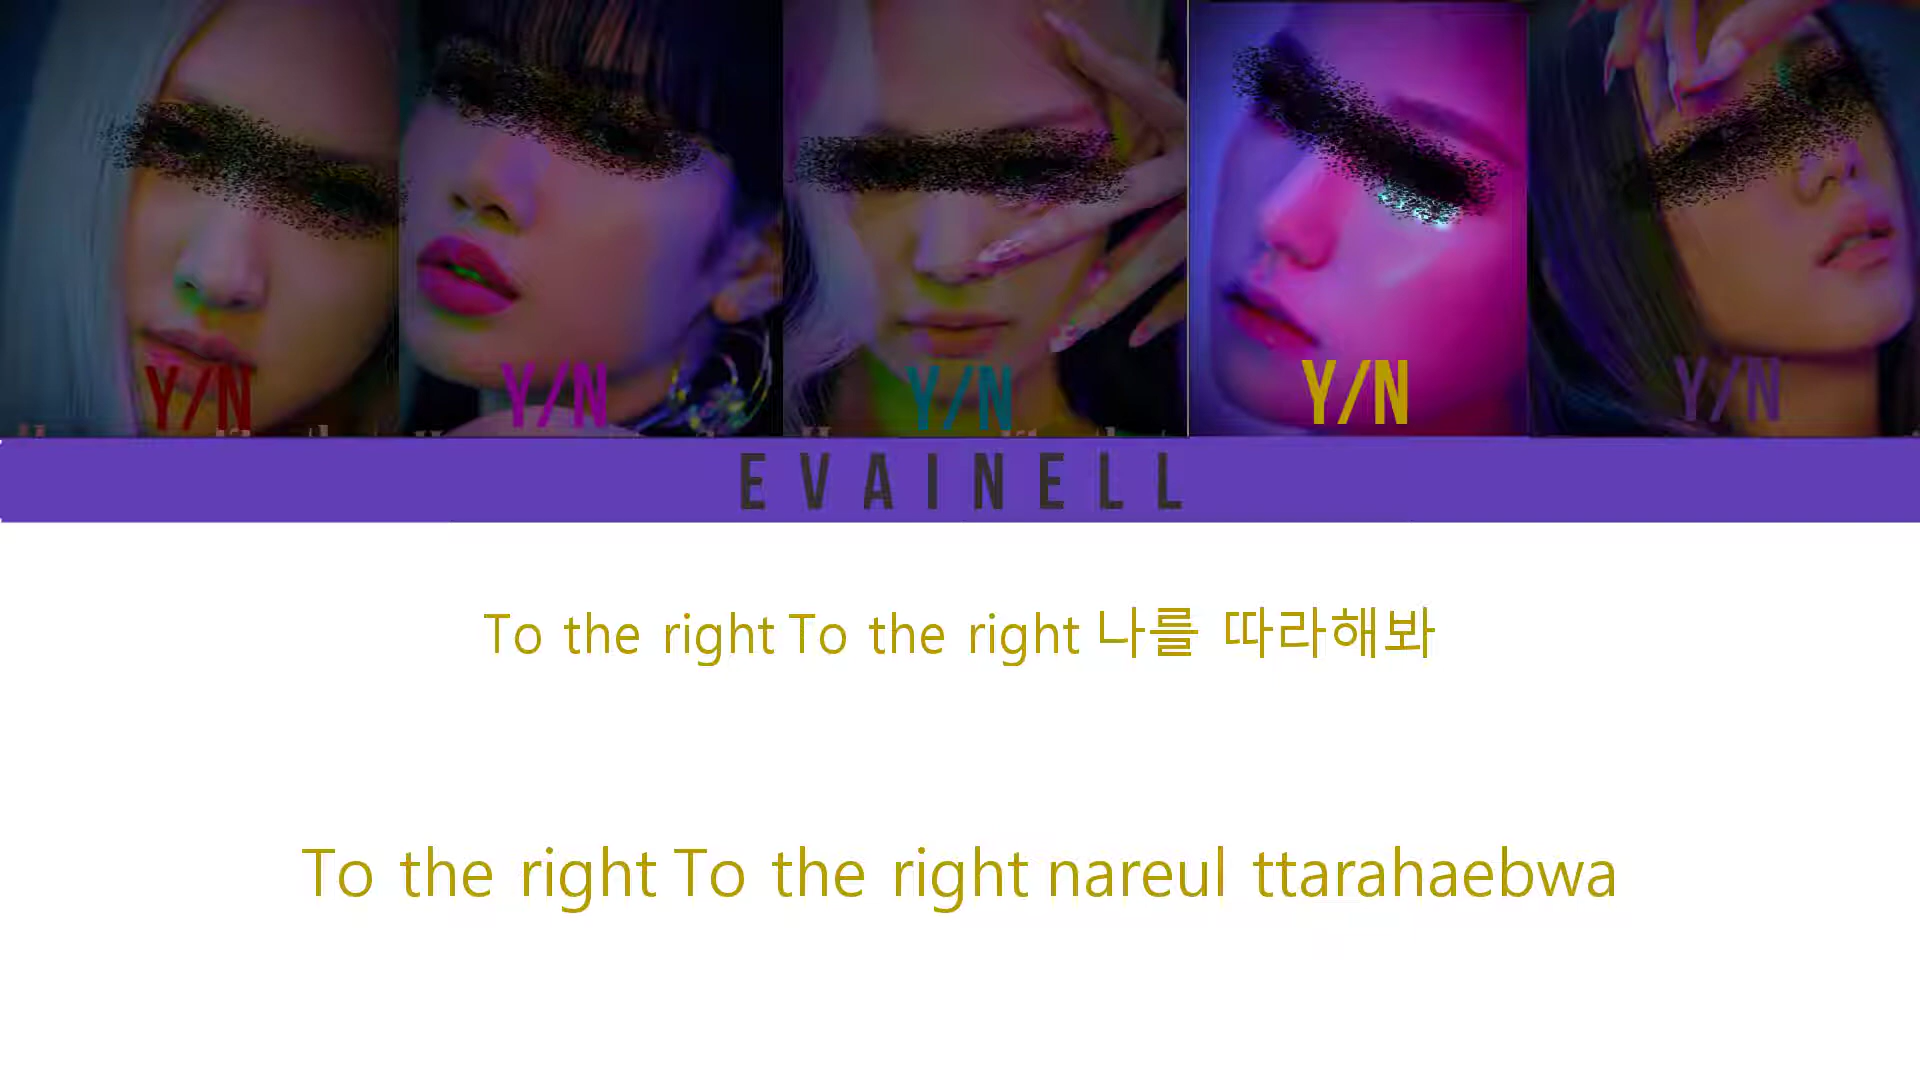 Y/N Y/N Y/N Y/N Y/N
EVAINELL
To the right To the right 나를 따라해봐
To the right To the right nareul ttarahaebwa